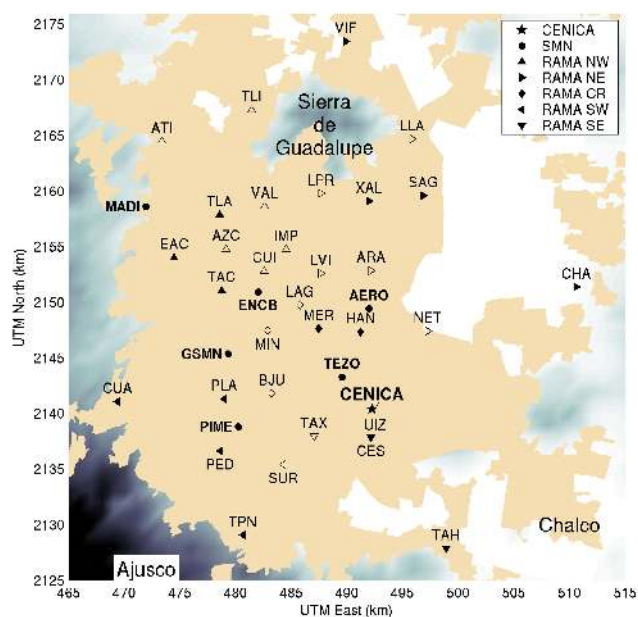 2175
2170
2165
2160
2155
2150
2145
2140
2135
2130
2125
UTM North (km)
465 470 475 480 485 490 495 500 505 510 515
UTM East (km)
CENICA
SMN
RAMA NW
RAMA NE
RAMA CR
RAMA SW
RAMA SE
VIF
TLI
Sierra
de
Guadalupe
ATI
LLA
LPR
XAL
SAG
MADI
TLA
VAL
EAC
AZC
IMP
CUI
LVI
ARA
CHA
TAC
LAG
AERO
ENCB
MER
HAN
NET
MIN
GSMN
TEZO
CUA
PLA
BJU
CENICA
PIME
TAX
UIZ
PED
CES
SUR
TPN
TAH
Chalco
Ajusco